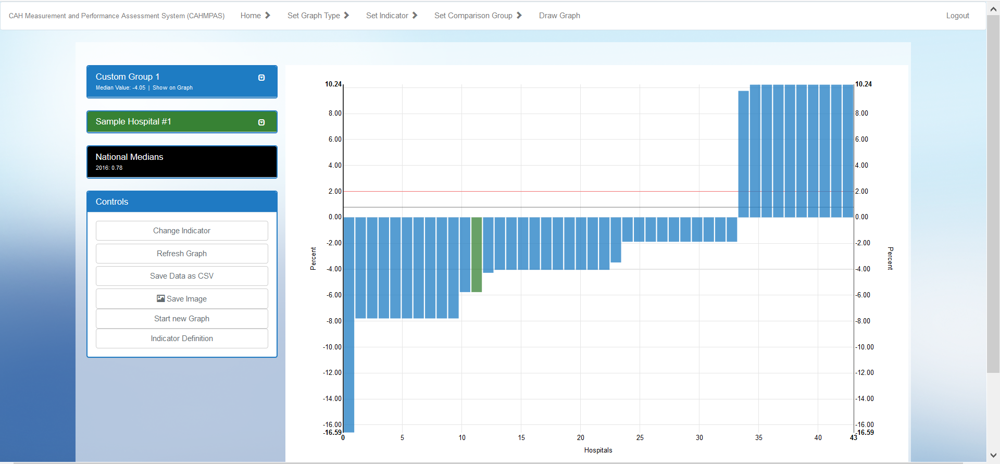 CAH Measurement and Performance Assessment System (CAHMPAS) Home Set Graph Type Set Indicator Set Comparison Group Draw Graph Logout
Custom Group 1
Median Value: -4.05 | Show on Graph
Sample Hospital #1
National Medians
2016: 0.78
Controls
Change Indicator
Refresh Graph
Save Data as CSV
Save Image
Start new Graph
Indicator Definition
10.24 10.24
8.00 8.00
6.00 6.00
4.00 4.00
2.00 2.00
0.00 0.00
-2.00 -2.00
Percent Percent
-4.00 -4.00
-6.00 -6.00
-8.00 -8.00
-10.00 -10.00
-12.00 -12.00
-14.00 -14.00
-16.00 -16.00
-16.59 -16.59
0 5 10 15 20 25 30 35 40 43
Hospitals